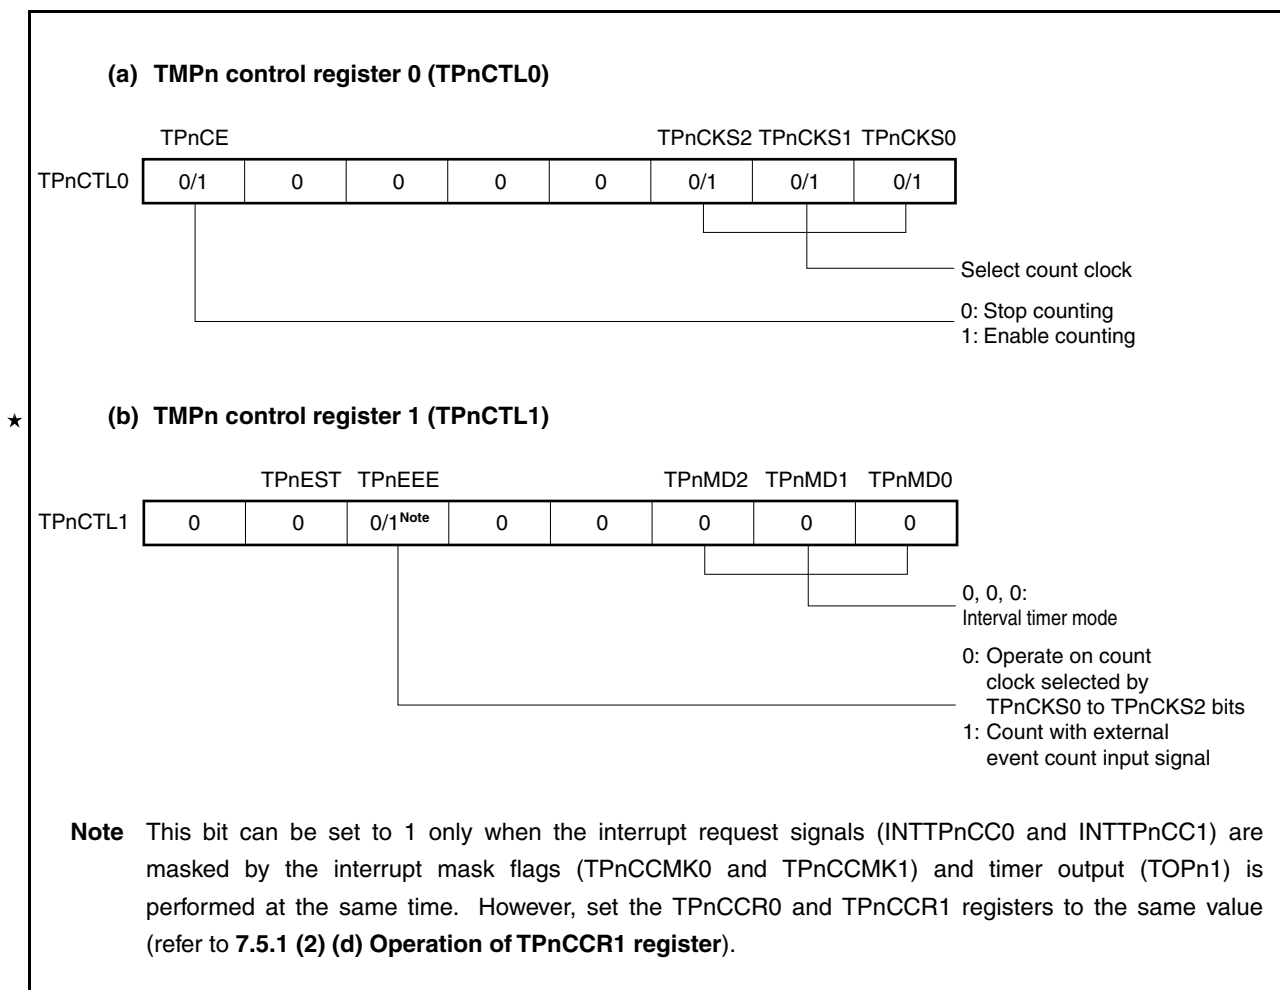 (a) TMPn control register 0 (TPnCTL0)
TPnCE TPnCKS2 TPnCKS1 TPnCKS0
TPnCTL0 0/1 0 0 0 0 0/1 0/1 0/1
Select count clock
0: Stop counting
1: Enable counting
★ (b) TMPn control register 1 (TPnCTL1)
TPnEST TPnEEE TPnMD2 TPnMD1 TPnMD0
TPnCTL1 0 0 0/1Note 0 0 0 0 0
0, 0, 0:
Interval timer mode
0: Operate on count
clock selected by
TPnCKS0 to TPnCKS2 bits
1: Count with external
event count input signal
Note This bit can be set to 1 only when the interrupt request signals (INTTPnCC0 and INTTPnCC1) are
masked by the interrupt mask flags (TPnCCMK0 and TPnCCMK1) and timer output (TOPn1) is
performed at the same time. However, set the TPnCCR0 and TPnCCR1 registers to the same value
(refer to 7.5.1 (2) (d) Operation of TPnCCR1 register).